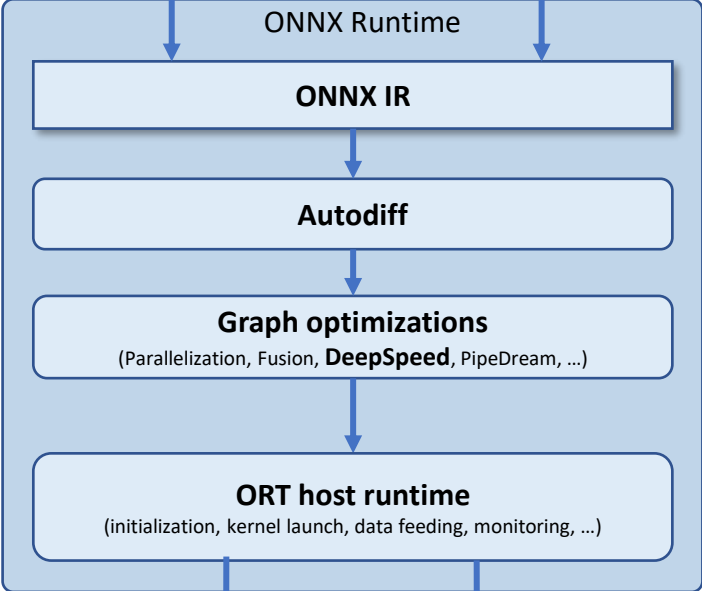 ONNX Runtime
ONNX IR
Autodiff
Graph optimizations
(Parallelization, Fusion, DeepSpeed, PipeDream, …)
ORT host runtime
(initialization, kernel launch, data feeding, monitoring, …)